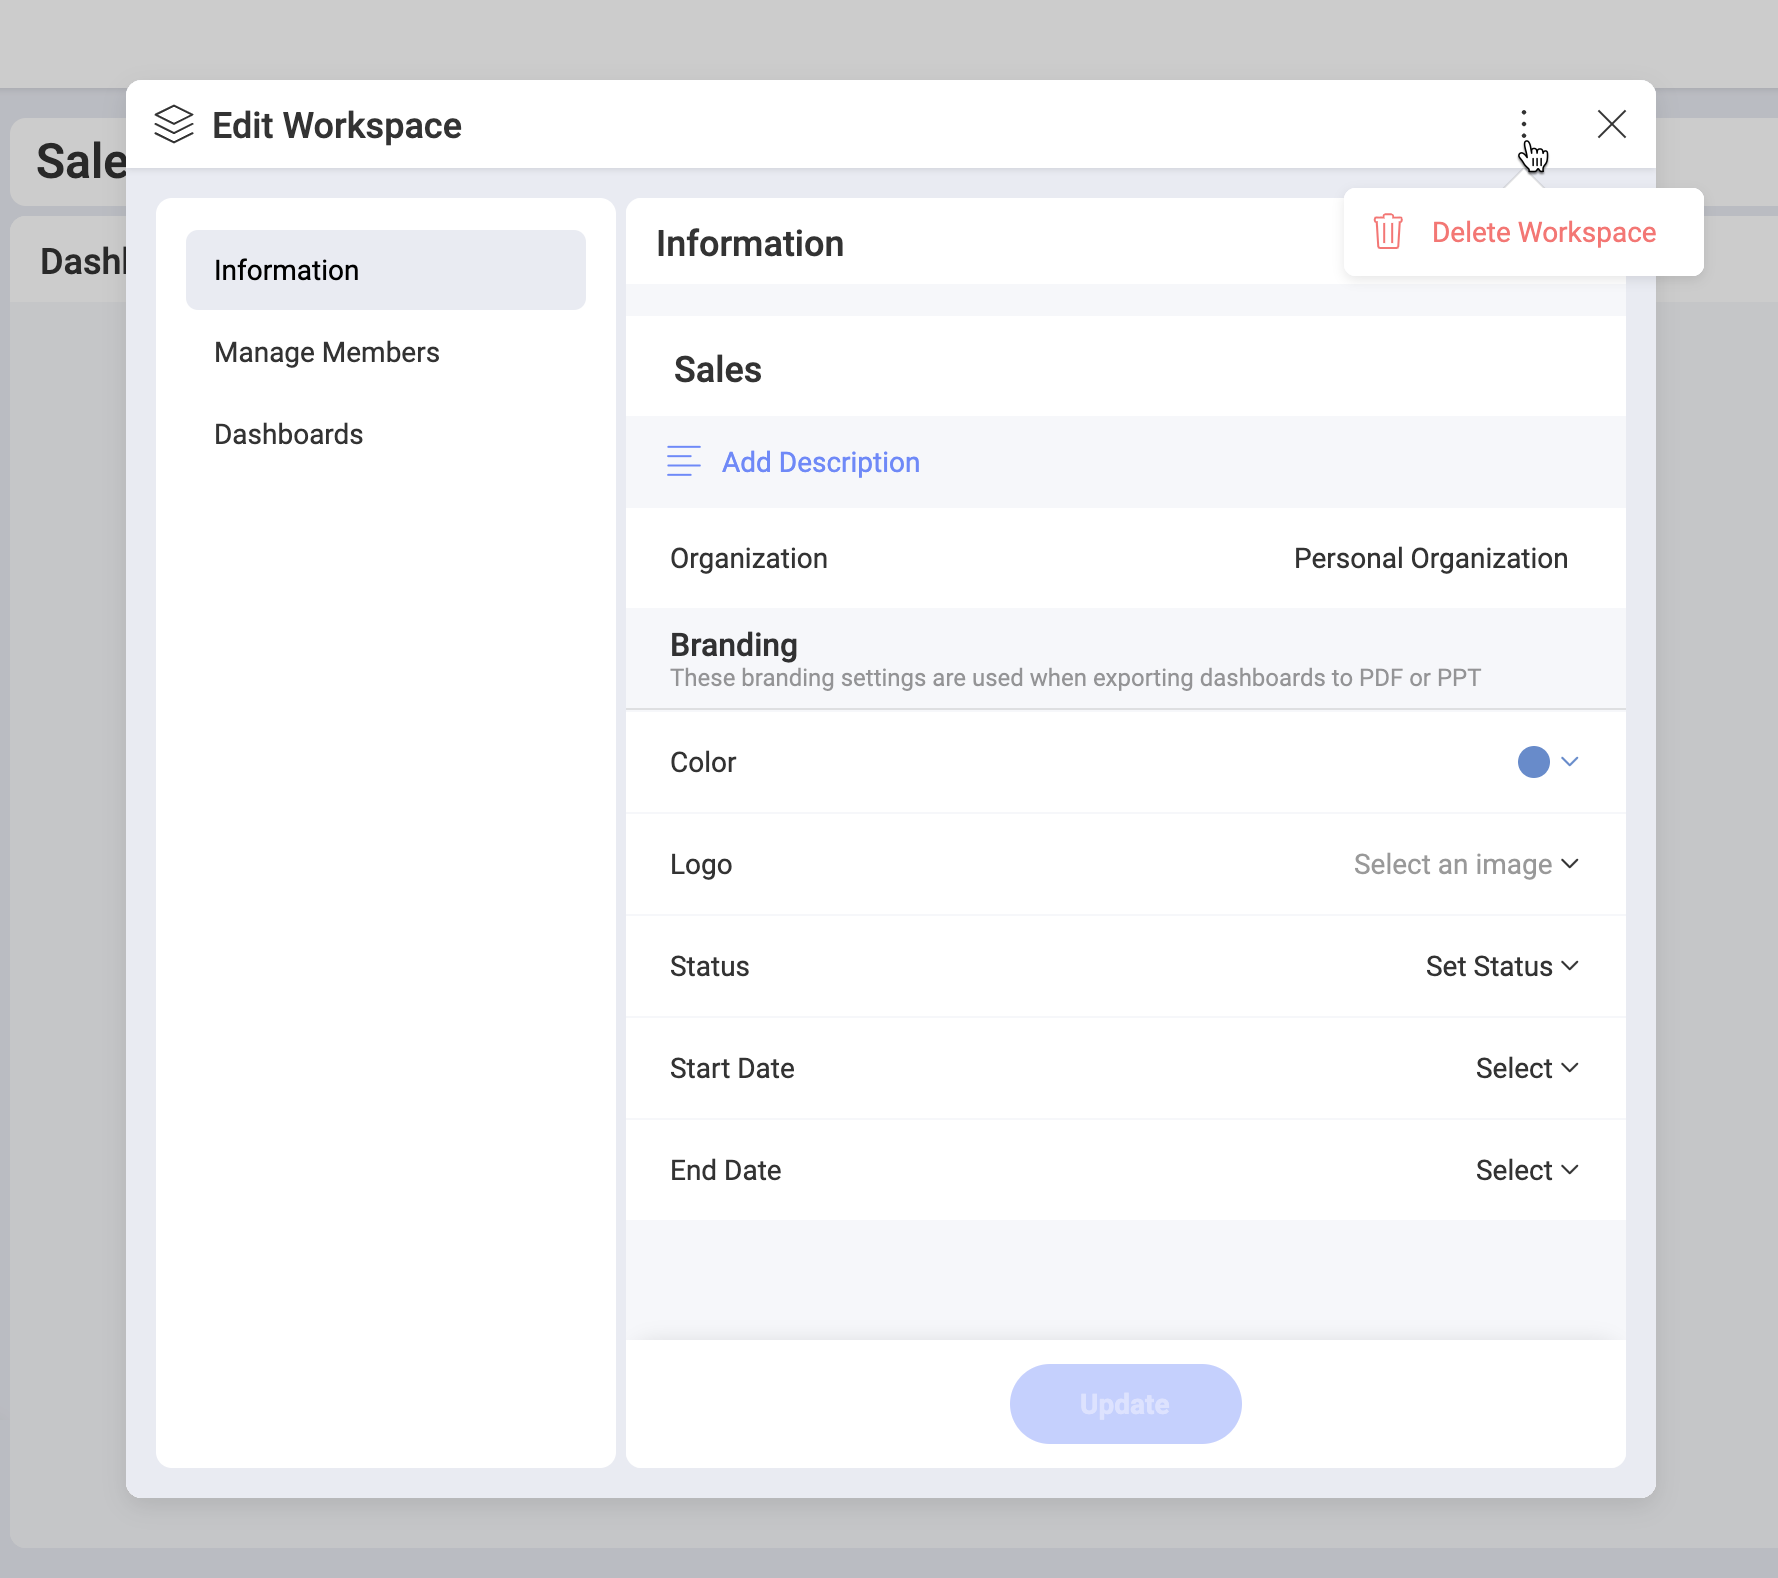 Edit Workspace
Sale
Dashl
Delete Workspace
Information
Manage Members
Dashboards
Information
Sales
Add Description
Organization
Personal Organization
Branding
These branding settings are used when exporting dashboards to PDF or PPT
Color
Logo
Select an image
Status
Set Status
Start Date
Select
End Date
Select
Update